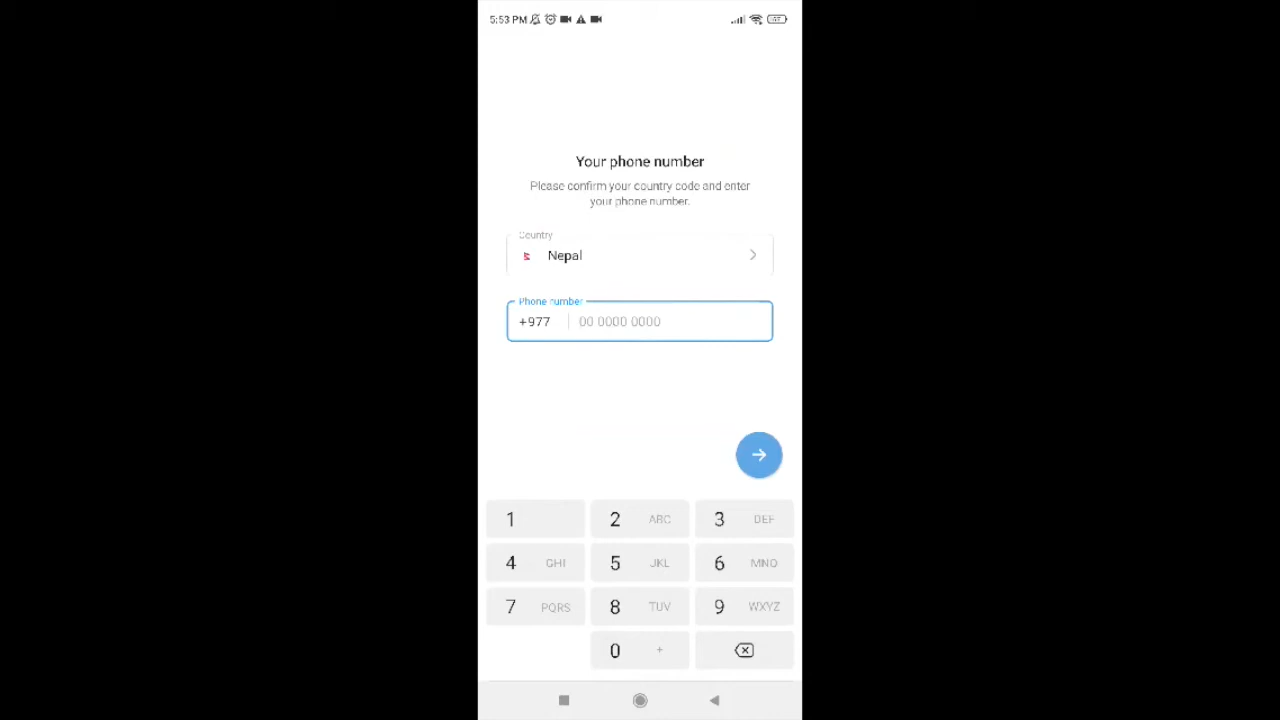 5:53 PM
Your phone number
Please confirm your country code and enter
your phone number.
Country
Nepal
Phone number
+977 00 0000 0000
1 2 ABC 3 DEF
4 GHI 5 JKL 6 MNO
7 PQRS 8 TUV 9 WXYZ
0 +